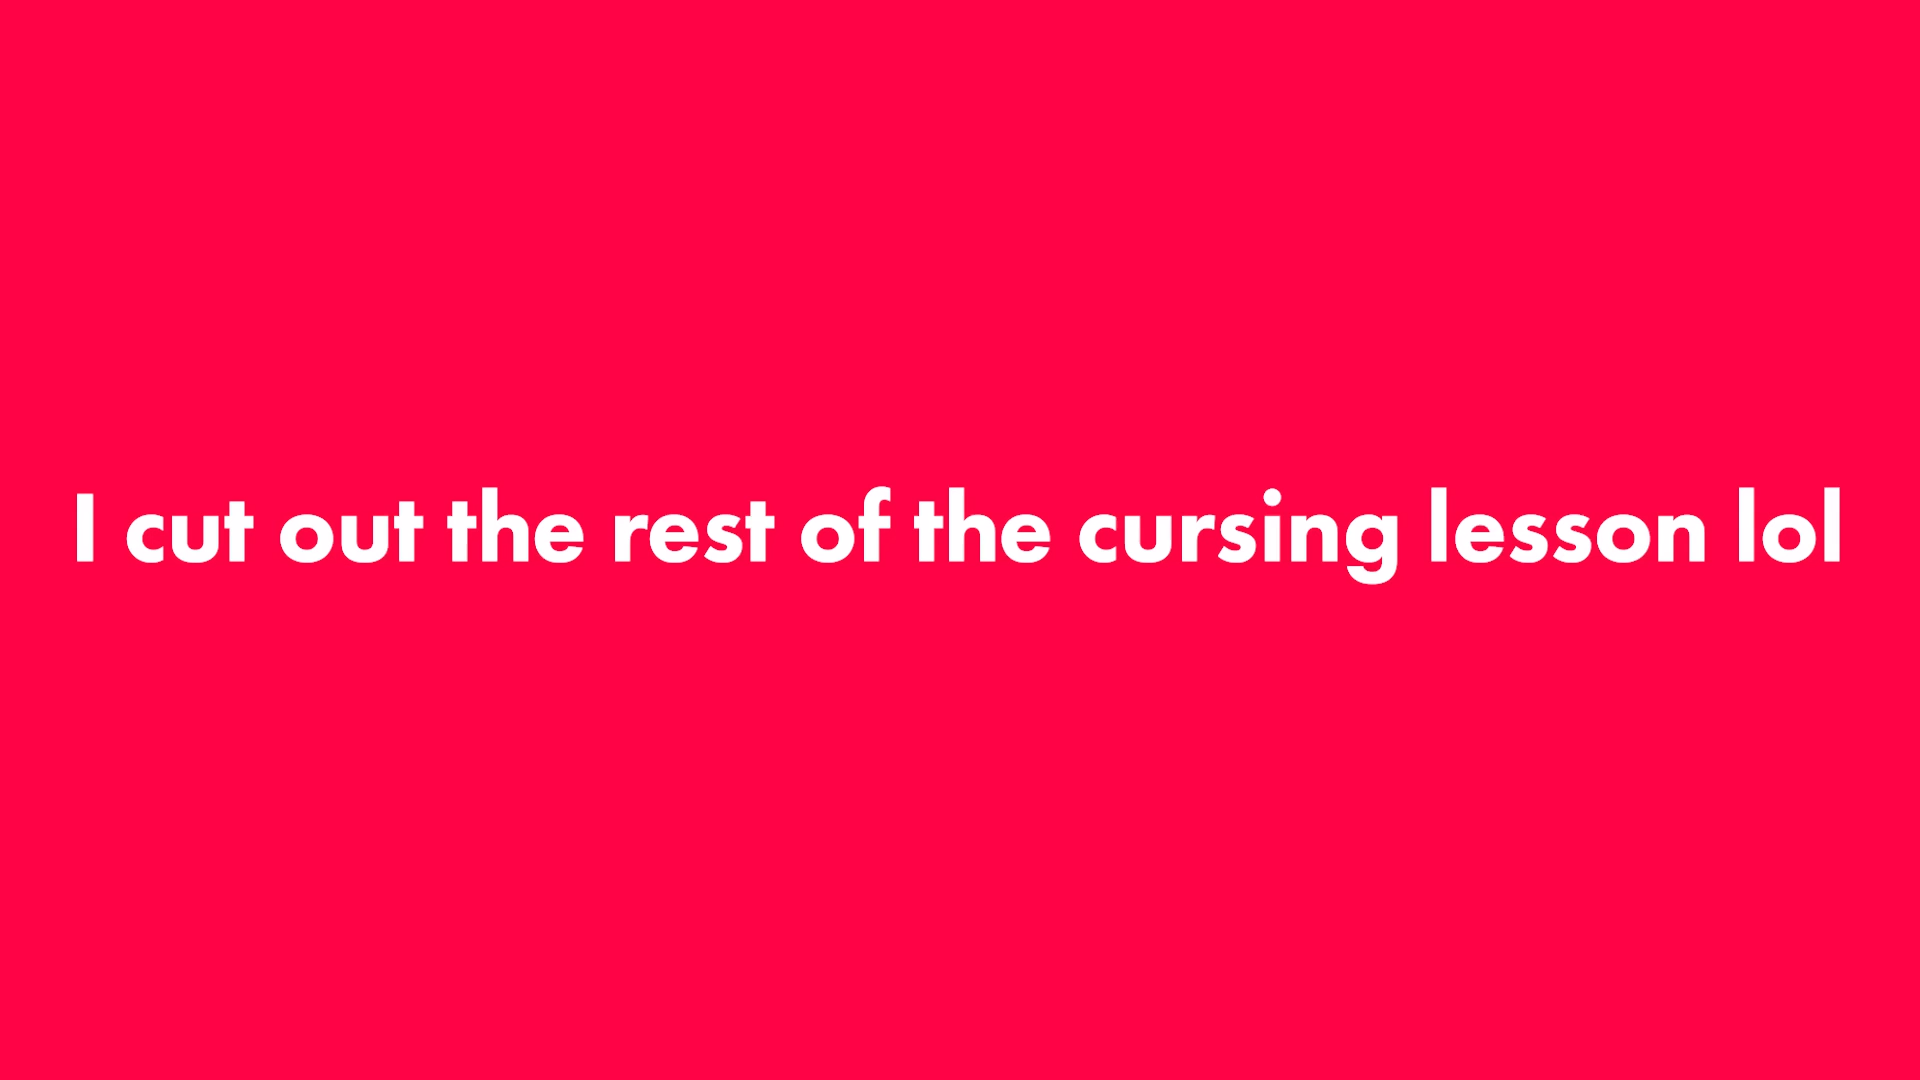 I cut out the rest of the cursing lesson lol